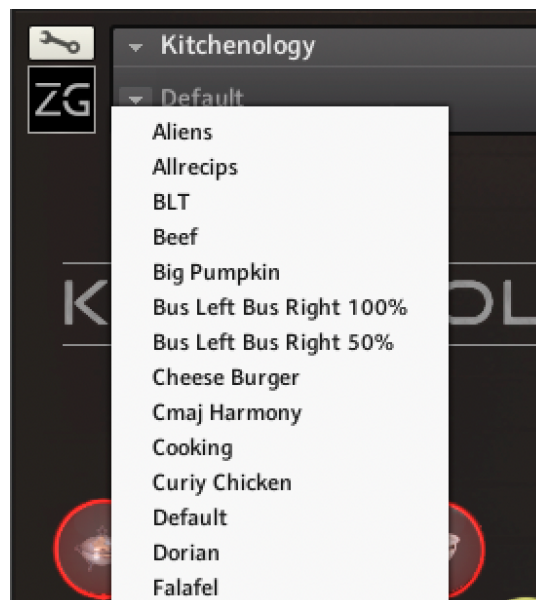 Kitchenology
ZG
Default
Aliens
Allrecips
BLT
Beef
Big Pumpkin
Bus Left Bus Right 100%
K OL
Bus Left Bus Right 50%
Cheese Burger
Cmaj Harmony
Cooking
Curiy Chicken
Default
Dorian
Falafel